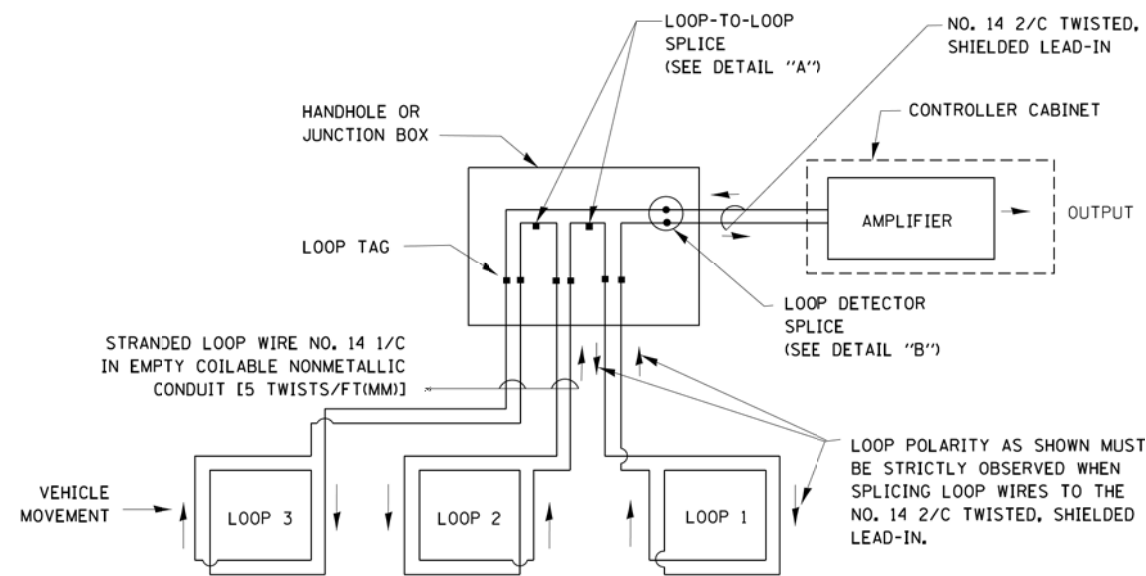 LOOP-TO-LOOP
SPLICE
(SEE DETAIL "A")
NO. 14 2/C TWISTED,
SHIELDED LEAD-IN
HANDHOLE OR
JUNCTION BOX
CONTROLLER CABINET
AMPLIFIER
OUTPUT
LOOP TAG
LOOP DETECTOR
SPLICE
(SEE DETAIL "B")
STRANDED LOOP WIRE NO. 14 1/C
IN EMPTY COILABLE NONMETALLIC
CONDUIT [5 TWISTS/FT(MM)]
LOOP POLARITY AS SHOWN MUST
BE STRICTLY OBSERVED WHEN
SPLICING LOOP WIRES TO THE
NO. 14 2/C TWISTED, SHIELDED
LEAD-IN.
VEHICLE
MOVEMENT
LOOP 3
LOOP 2
LOOP 1